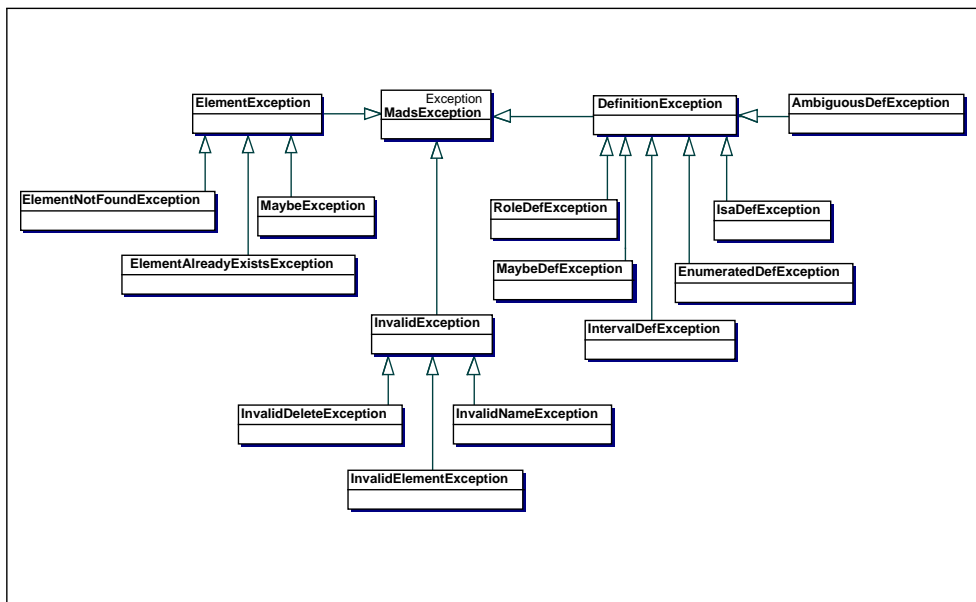 ElementException
Exception
MadsException
DefinitionException
AmbiguousDefException
ElementNotFoundException
MaybeException
RoleDefException
IsaDefException
ElementAlreadyExistsException
MaybeDefException
EnumeratedDefException
InvalidException
IntervalDefException
InvalidDeleteException
InvalidNameException
InvalidElementException